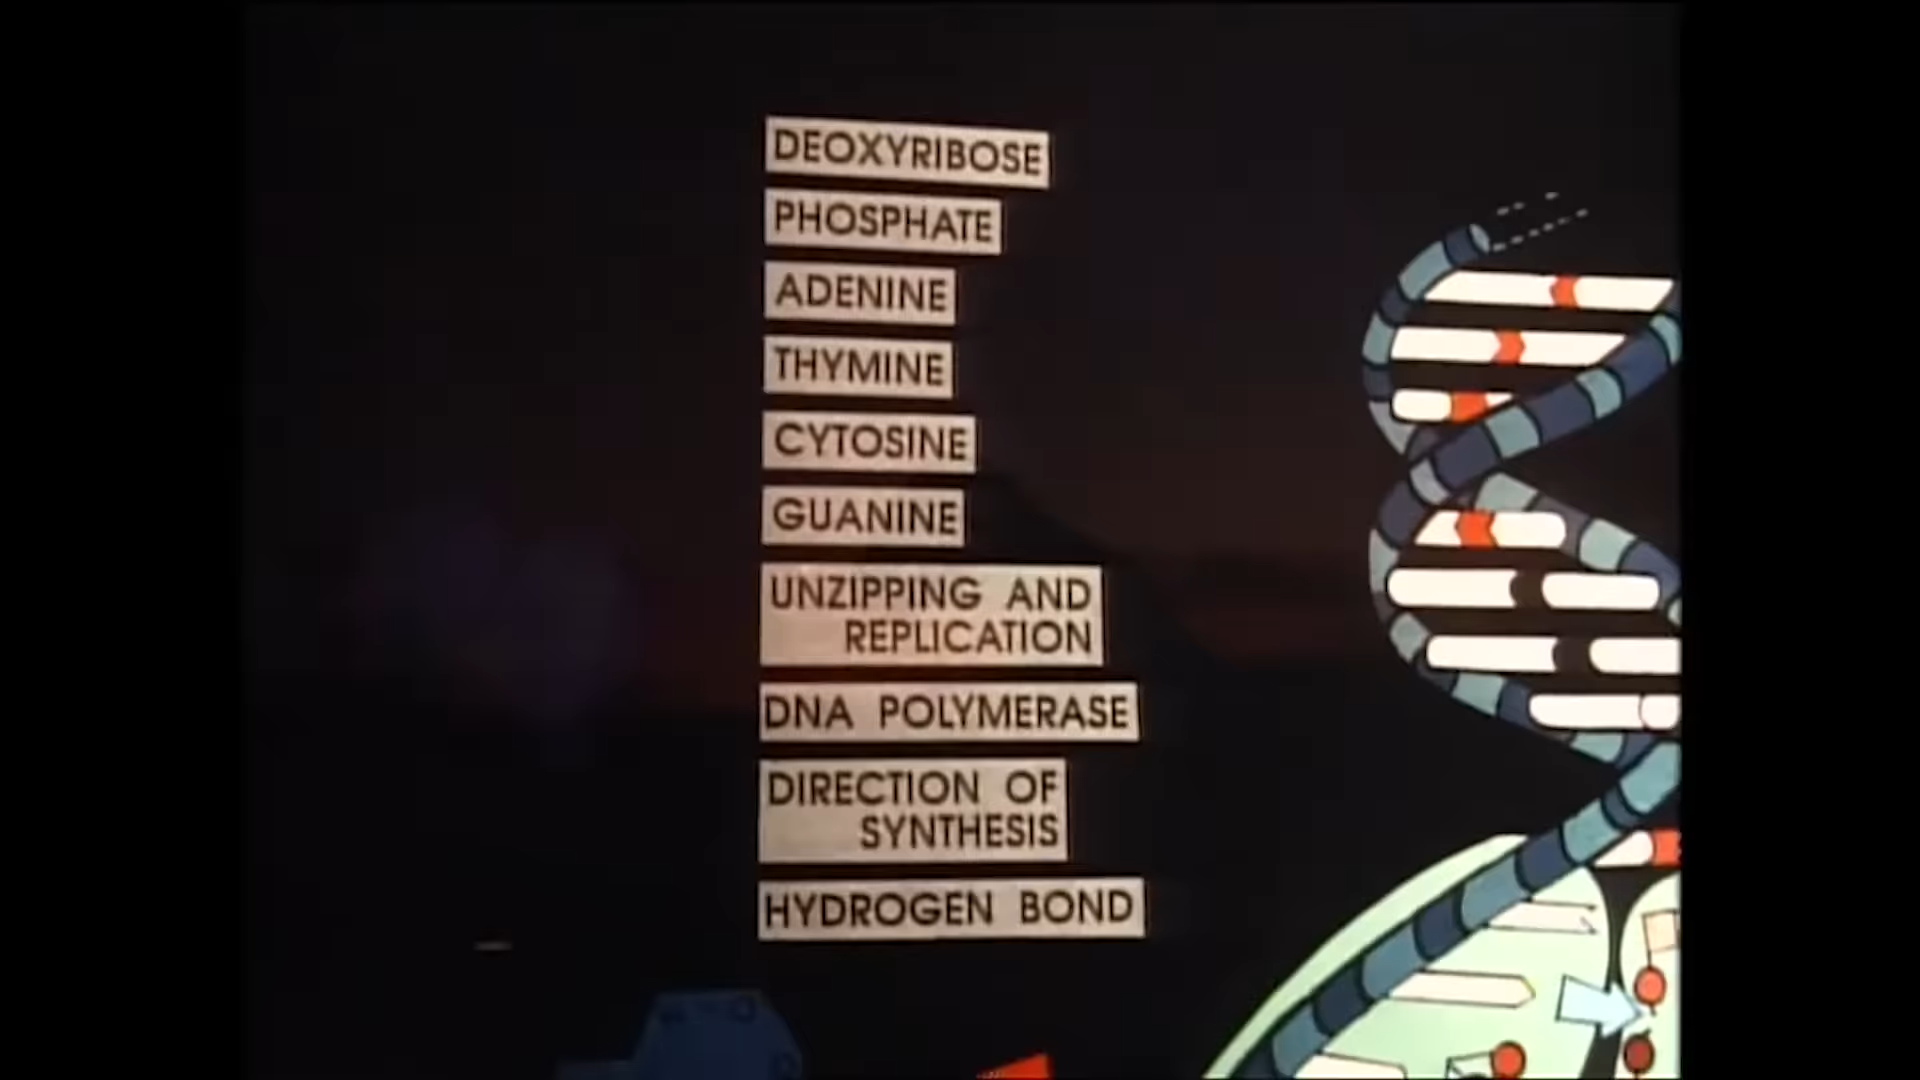 DEOXYRIBOSE
PHOSPHATE
ADENINE
THYMINE
CYTOSINE
GUANINE
UNZIPPING AND
REPLICATION
DNA POLYMERASE
DIRECTION OF
SYNTHESIS
HYDROGEN BOND